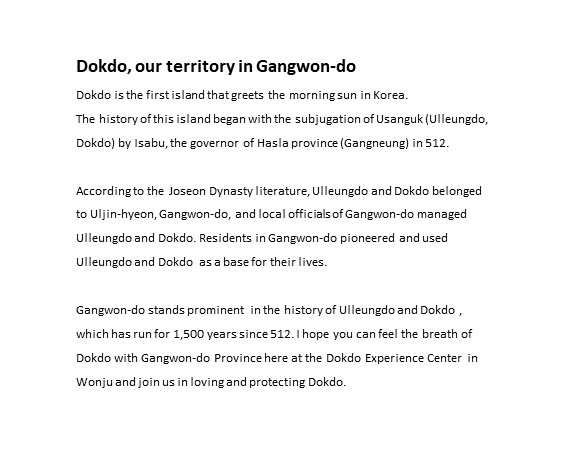 Dokdo, our territory in Gangwon-do
Dokdo is the first island that greets the morning sun in Korea.
The history of this island began with the subjugation of Usanguk (Ulleungdo,
Dokdo) by Isabu, the governor of Hasla province (Gangneung) in 512.
According to the Joseon Dynasty literature, Ulleungdo and Dokdo belonged
to Uljin-hyeon, Gangwon-do, and local officials of Gangwon-do managed
Ulleungdo and Dokdo. Residents in Gangwon-do pioneered and used
Ulleungdo and Dokdo as a base for their lives.
Gangwon-do stands prominent in the history of Ulleungdo and Dokdo ,
which has run for 1,500 years since 512. I hope you can feel the breath of
Dokdo with Gangwon-do Province here at the Dokdo Experience Center in
Wonju and join us in loving and protecting Dokdo.